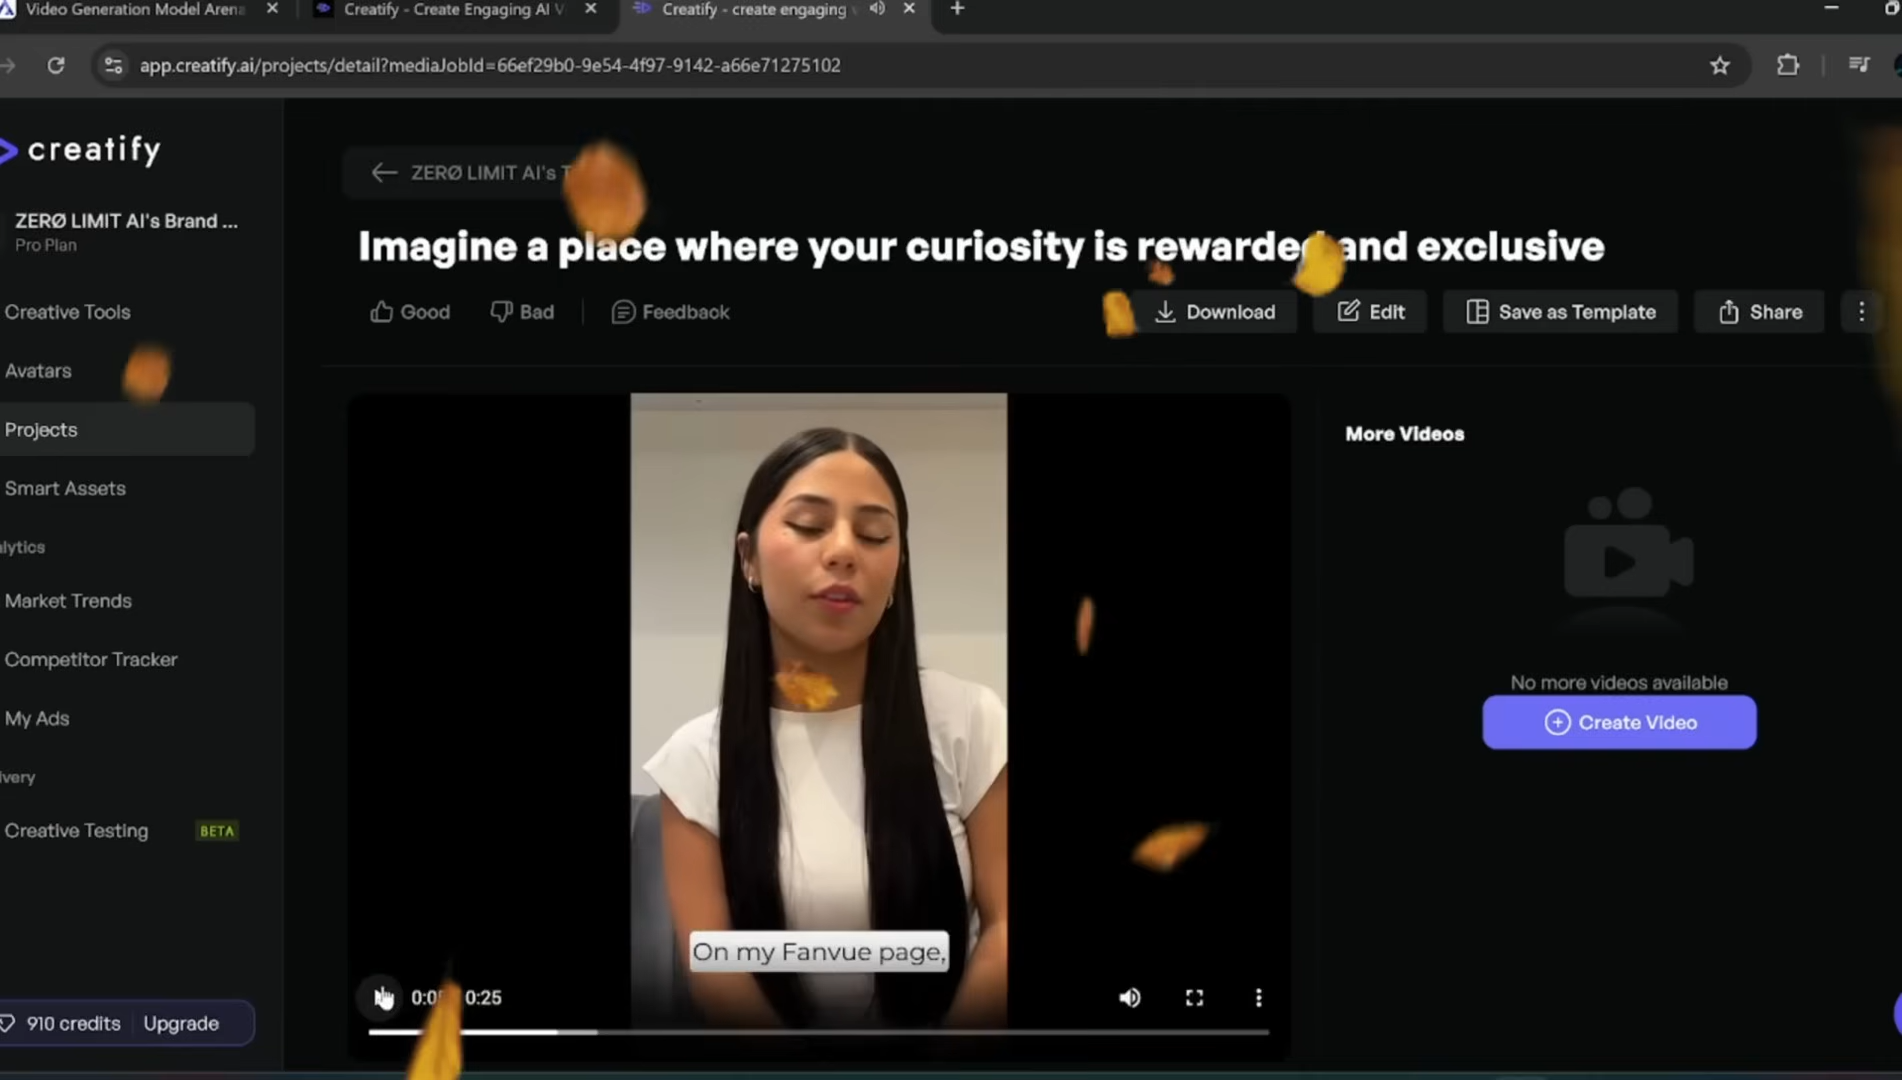 Video Generation Model Arena
Creatify - Create Engaging AI V
Creatify - create engaging
app.creatify.ai/projects/detail?mediaJobId=66ef29b0-9e54-4f97-9142-a66e71275102
creatify
ZERØ LIMIT AI's Brand ...
Pro Plan
Creative Tools
Avatars
Projects
Smart Assets
lytics
Market Trends
Competitor Tracker
My Ads
ivery
Creative Testing BETA
910 credits Upgrade
ZERØ LIMIT AI's
Imagine a place where your curiosity is rewarded and exclusive
Good Bad Feedback
Download Edit Save as Template Share
On my Fanvue page,
0:25
More Videos
No more videos available
Create Video